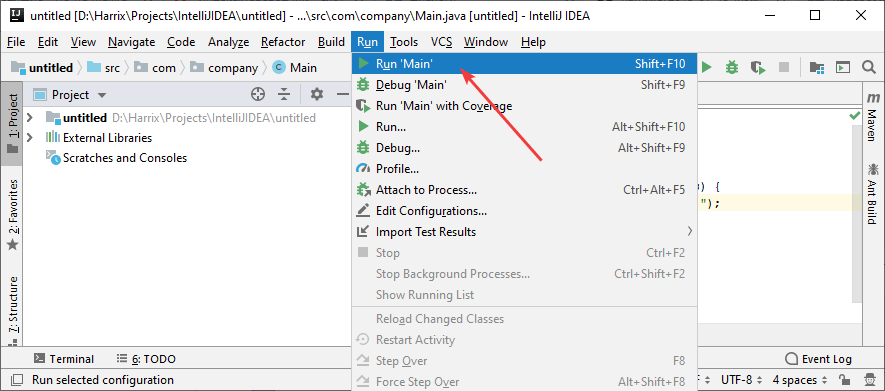 untitled [D:\Harrix\Projects\IntelliJIDEA\untitled] - ...\src\com\company\Main.java [untitled] - IntelliJ IDEA
File Edit View Navigate Code Analyze Refactor Build Run Tools VCS Window Help
untitled src com company Main
Project
untitled D:\Harrix\Projects\IntelliJIDEA\untitled
External Libraries
Scratches and Consoles
1: Project
2: Favorites
7: Structure
Run 'Main' Shift+F10
Debug 'Main' Shift+F9
Run 'Main' with Coverage
Run... Alt+Shift+F10
Debug... Alt+Shift+F9
Profile...
Attach to Process... Ctrl+Alt+F5
Edit Configurations...
Import Test Results
Stop Ctrl+F2
Stop Background Processes... Ctrl+Shift+F2
Show Running List
Reload Changed Classes
Restart Activity
Step Over F8
Force Step Over Alt+Shift+F8
) {
");
Maven
Ant Build
Terminal 6: TODO Event Log
Run selected configuration UTF-8 4 spaces